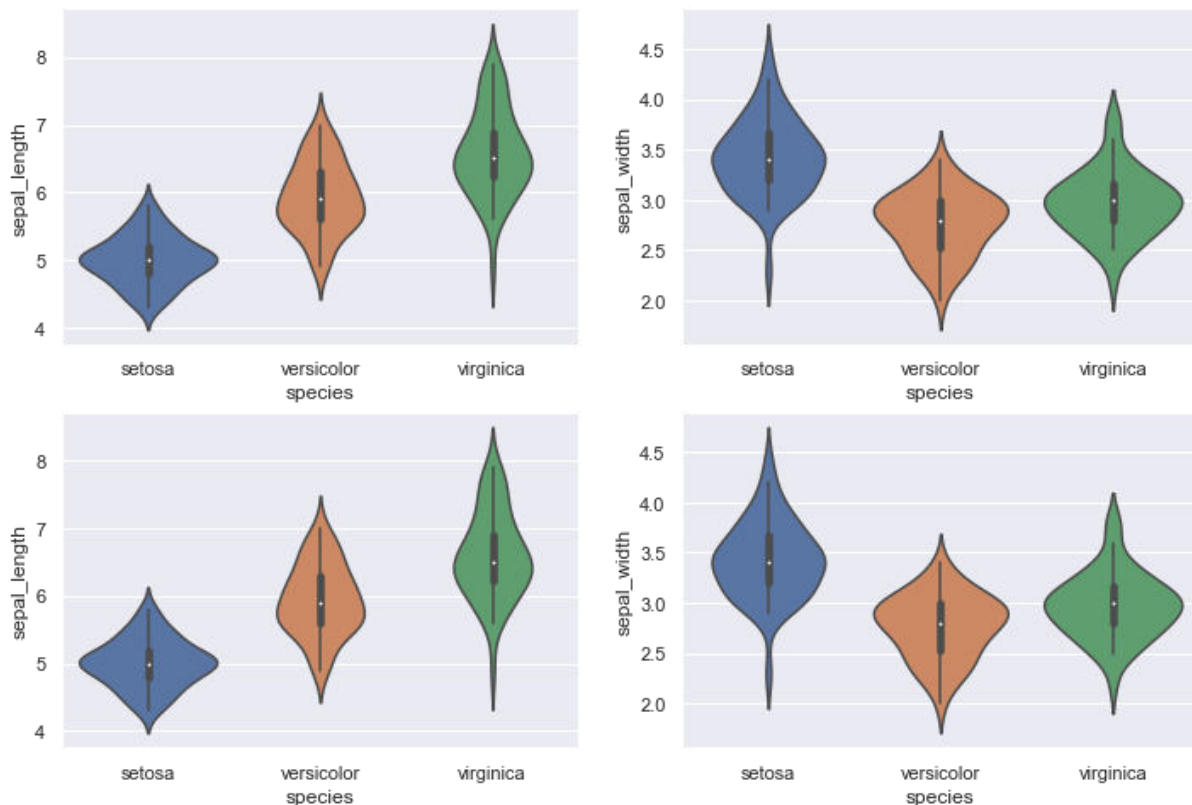 sepal_length
8
7
6
5
4
setosa versicolor virginica
species
sepal_width
4.5
4.0
3.5
3.0
2.5
2.0
setosa versicolor virginica
species
sepal_length
8
7
6
5
4
setosa versicolor virginica
species
sepal_width
4.5
4.0
3.5
3.0
2.5
2.0
setosa versicolor virginica
species